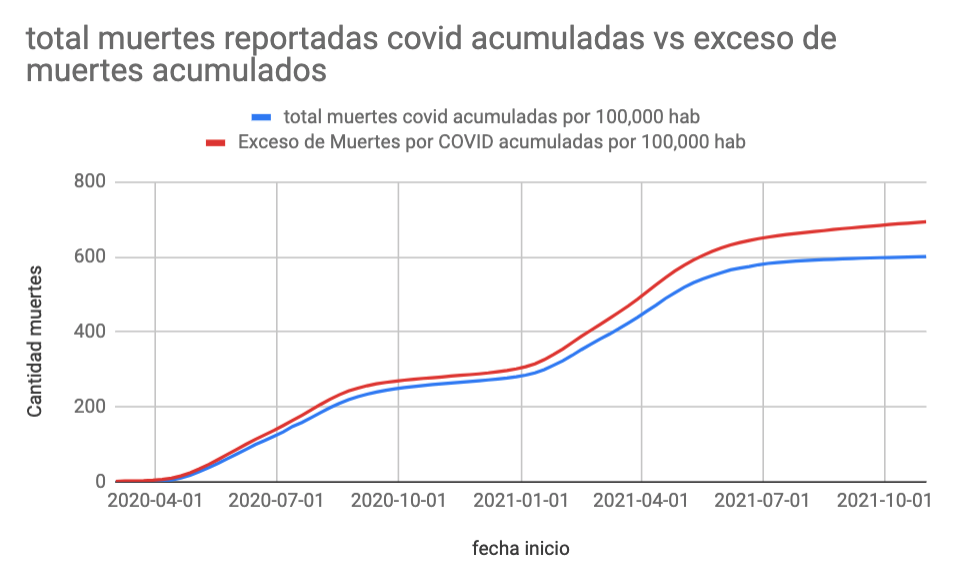 total muertes reportadas covid acumuladas vs exceso de
muertes acumulados
total muertes covid acumuladas por 100,000 hab
Exceso de Muertes por COVID acumuladas por 100,000 hab
800
600
400
200
0
Cantidad muertes
2020-04-01 2020-07-01 2020-10-01 2021-01-01 2021-04-01 2021-07-01 2021-10-01
fecha inicio